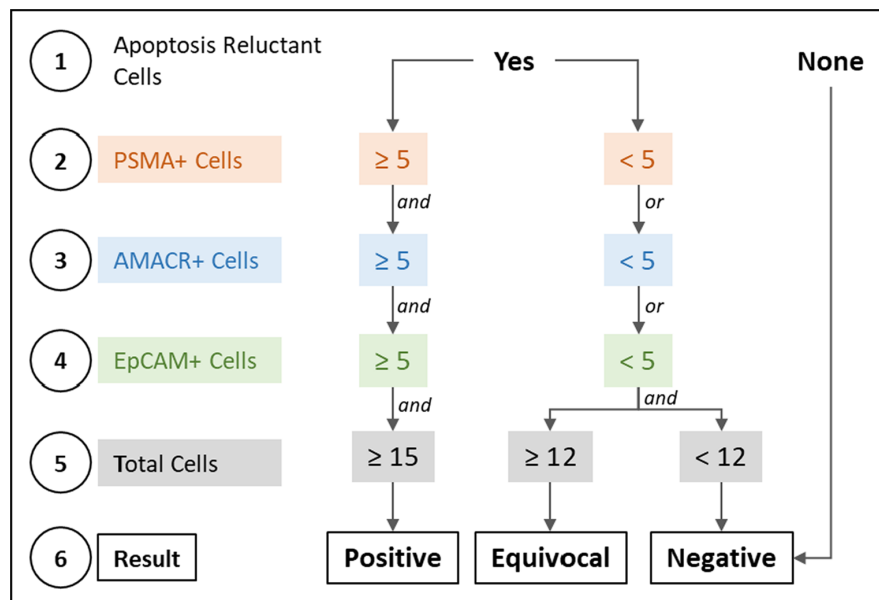 1 Apoptosis Reluctant Yes None
Cells
2 PSMA+ Cells ≥ 5 < 5
and or
3 AMACR+ Cells ≥ 5 < 5
and or
4 EpCAM+ Cells ≥ 5 < 5
and and
5 Total Cells ≥ 15 ≥ 12 < 12
6 Result Positive Equivocal Negative